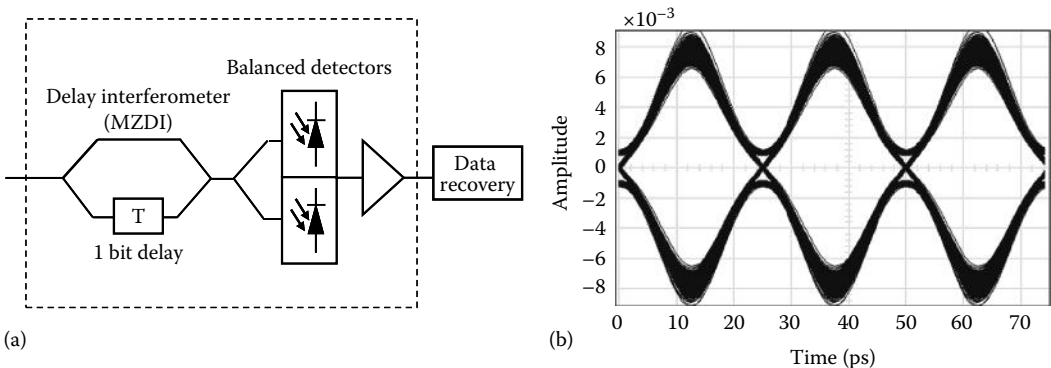 Balanced detectors
Delay interferometer
(MZDI)
T
1 bit delay
Data
recovery
(a)
×10−3
8
6
4
2
0
−2
−4
−6
−8
Amplitude
0 10 20 30 40 50 60 70
Time (ps)
(b)